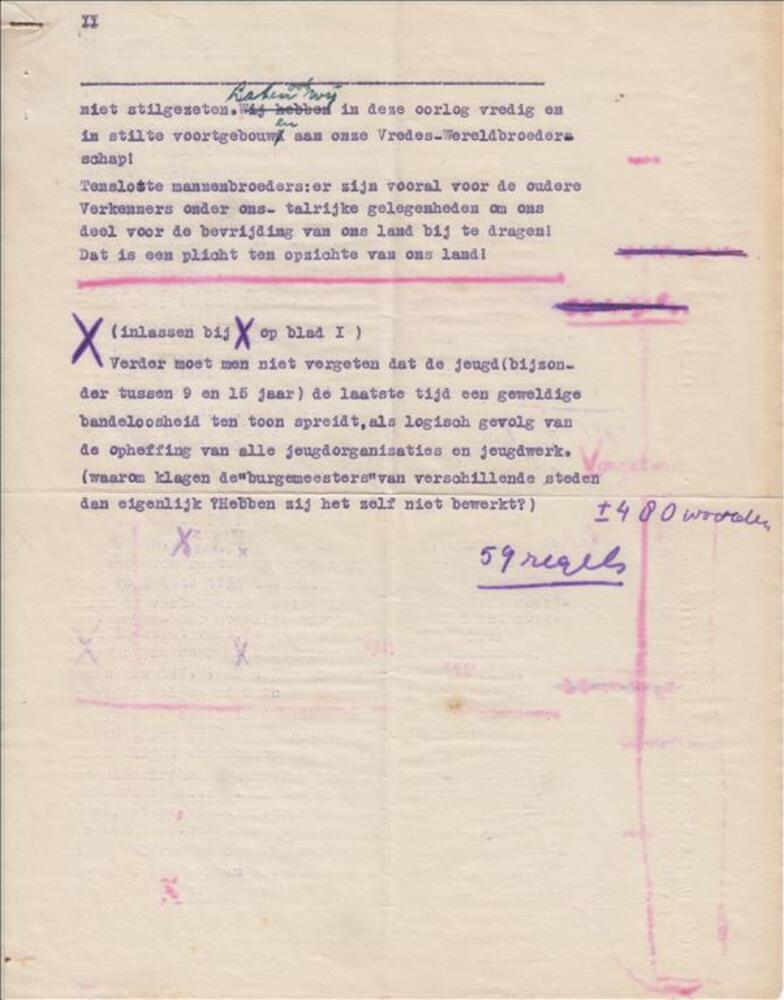 II
Laten wij
niet stilgezeten. Wij hebben in deze oorlog vredig en
en
in stilte voortgebouwt aan onze Vredes-Wereldbroeder-
schap!
Tenslotte mannenbroeders:er zijn vooral voor de oudere
Verkenners onder ons- talrijke gelegenheden om ons
deel voor de bevrijding van ons land bij te dragen!
Dat is een plicht ten opzichte van ons land!
X (inlassen bij X op blad I )
Verder moet men niet vergeten dat de jeugd(bijzon-
der tussen 9 en 15 jaar) de laatste tijd een geweldige
bandeloosheid ten toon spreidt,als logisch gevolg van
de opheffing van alle jeugdorganisaties en jeugdwerk.
(waarom klagen de"burgemeesters"van verschillende steden
dan eigenlijk ?Hebben zij het zelf niet bewerkt?)
± 480 woorden
59 regels